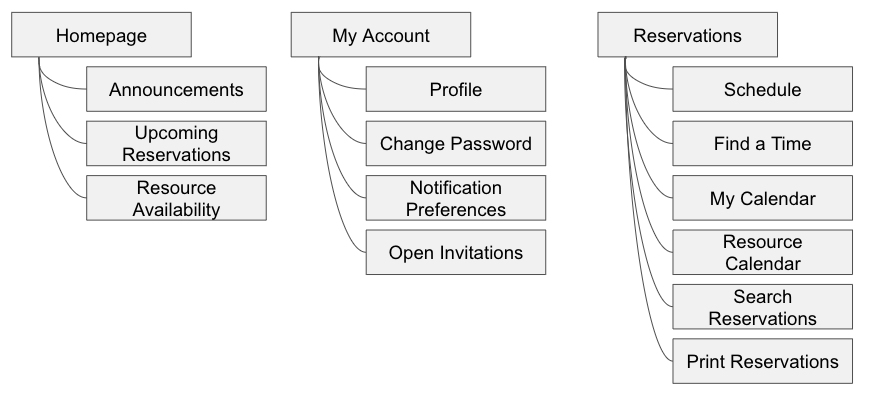 Homepage
Announcements
Upcoming
Reservations
Resource
Availability
My Account
Profile
Change Password
Notification
Preferences
Open Invitations
Reservations
Schedule
Find a Time
My Calendar
Resource
Calendar
Search
Reservations
Print Reservations